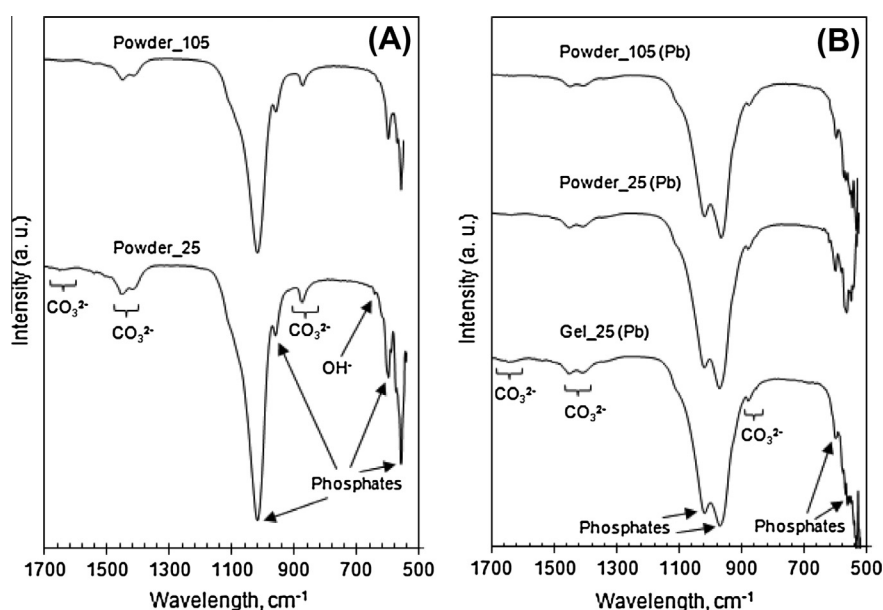 (A)
Powder_105
Powder_25
CO₃²⁻
CO₃²⁻
CO₃²⁻
OH⁻
Phosphates
Intensity (a. u.)
1700 1500 1300 1100 900 700 500
Wavelength, cm⁻¹
(B)
Powder_105 (Pb)
Powder_25 (Pb)
Gel_25 (Pb)
CO₃²⁻
CO₃²⁻
CO₃²⁻
Phosphates
Phosphates
Intensity (a. u.)
1700 1500 1300 1100 900 700 500
Wavelength, cm⁻¹